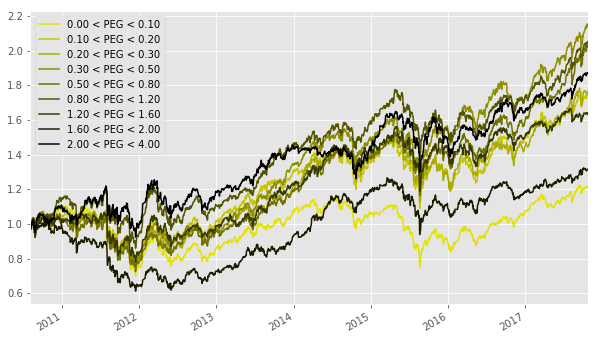 0.00 < PEG < 0.10
0.10 < PEG < 0.20
0.20 < PEG < 0.30
0.30 < PEG < 0.50
0.50 < PEG < 0.80
0.80 < PEG < 1.20
1.20 < PEG < 1.60
1.60 < PEG < 2.00
2.00 < PEG < 4.00
2.2
2.0
1.8
1.6
1.4
1.2
1.0
0.8
0.6
2011
2012
2013
2014
2015
2016
2017